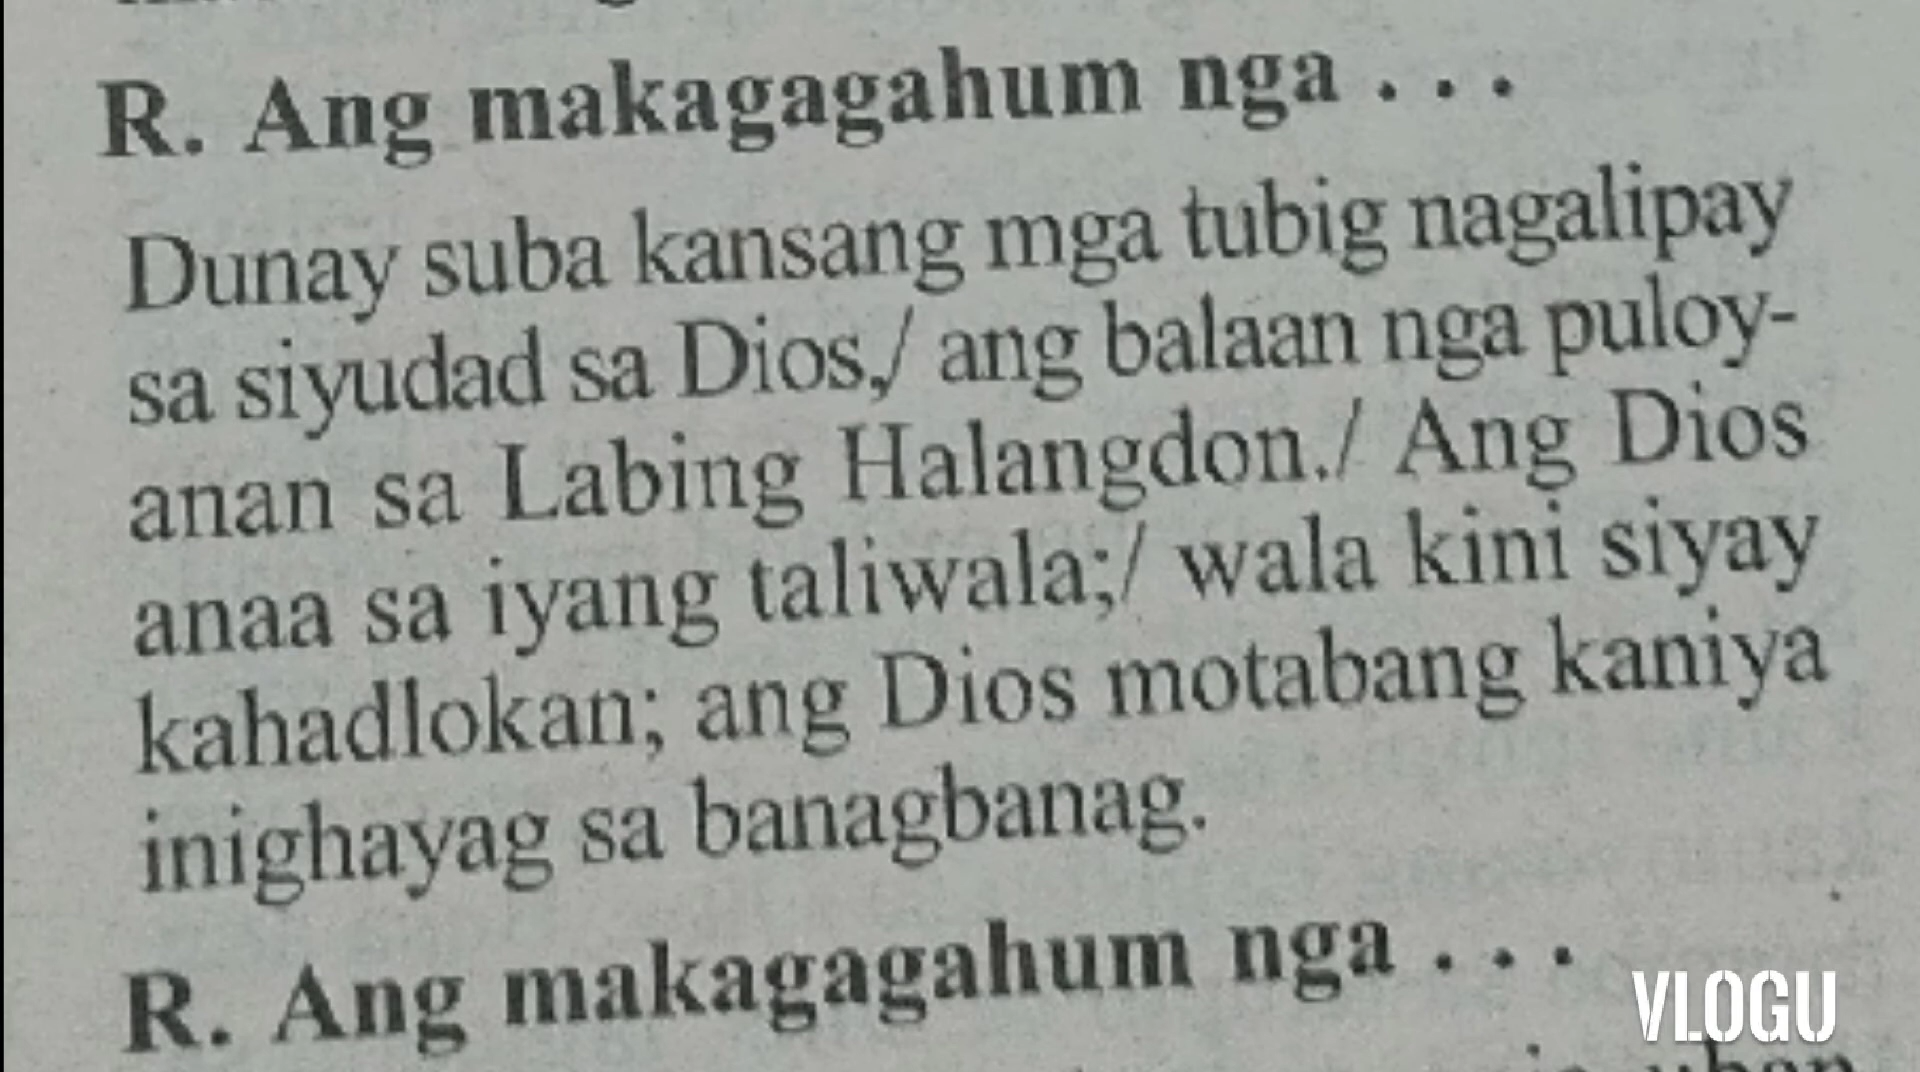 R. Ang makagagahum nga . . .
Dunay suba kansang mga tubig nagalipay
sa siyudad sa Dios,/ ang balaan nga puloy-
anan sa Labing Halangdon./ Ang Dios
anaa sa iyang taliwala;/ wala kini siyay
kahadlokan; ang Dios motabang kaniya
inighayag sa banagbanag.
R. Ang makagagahum nga . . .
VLOGU